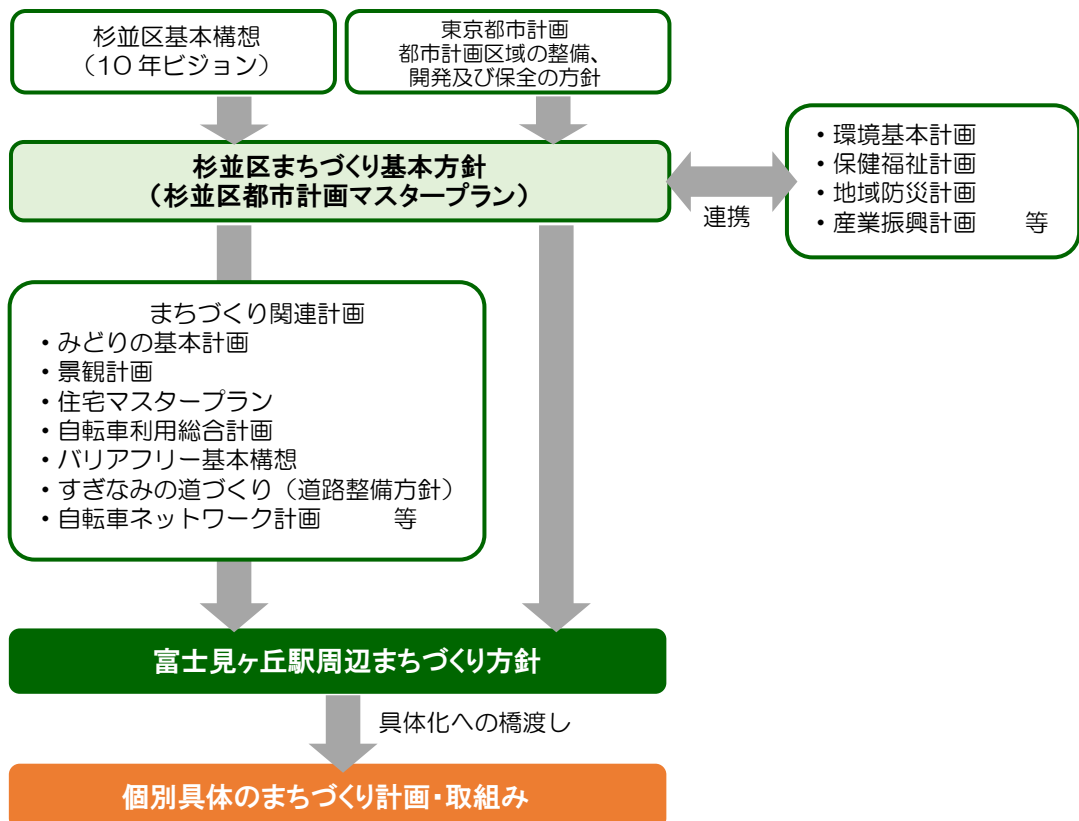 杉並区基本構想
（10年ビジョン）
東京都市計画
都市計画区域の整備、
開発及び保全の方針
杉並区まちづくり基本方針
（杉並区都市計画マスタープラン）
連携
・環境基本計画
・保健福祉計画
・地域防災計画
・産業振興計画　　等
まちづくり関連計画
・みどりの基本計画
・景観計画
・住宅マスタープラン
・自転車利用総合計画
・バリアフリー基本構想
・すぎなみの道づくり（道路整備方針）
・自転車ネットワーク計画　　　等
富士見ヶ丘駅周辺まちづくり方針
具体化への橋渡し
個別具体のまちづくり計画・取組み